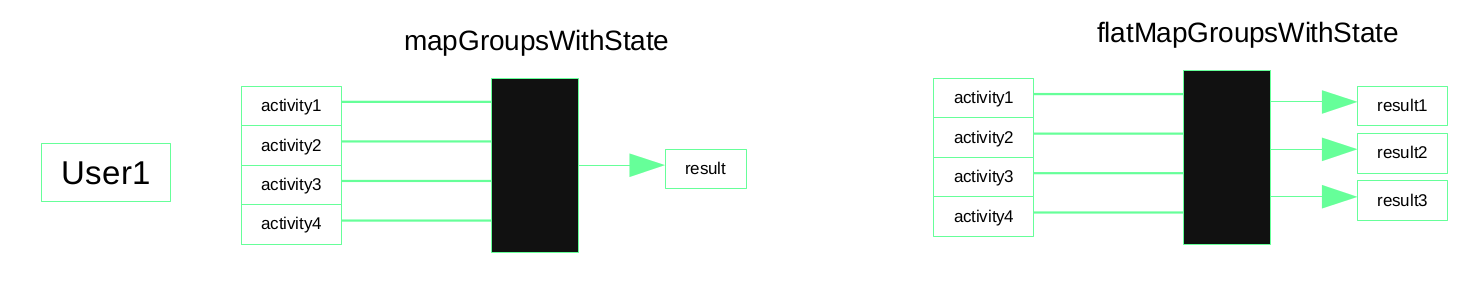 mapGroupsWithState
User1
activity1
activity2
activity3
activity4
result
flatMapGroupsWithState
activity1
activity2
activity3
activity4
result1
result2
result3